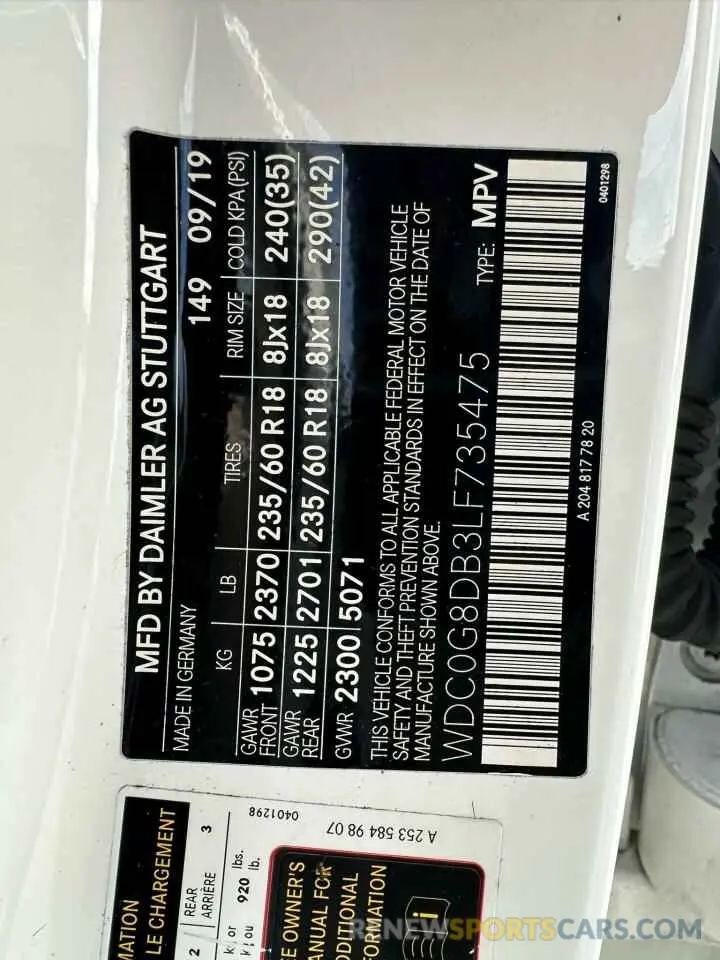 MFD BY DAIMLER AG STUTTGART
MADE IN GERMANY 149 09/19
KG LB TIRES RIM SIZE COLD KPA(PSI)
GAWR FRONT 1075 2370 235/60 R18 8Jx18 240(35)
GAWR REAR 1225 2701 235/60 R18 8Jx18 290(42)
GVWR 2300 5071
THIS VEHICLE CONFORMS TO ALL APPLICABLE FEDERAL MOTOR VEHICLE
SAFETY AND THEFT PREVENTION STANDARDS IN EFFECT ON THE DATE OF
MANUFACTURE SHOWN ABOVE.
WDC0G8DB3LF735475 TYPE: MPV
A 204 817 78 20 0401298
LE CHARGEMENT
2 REAR ARRIÈRE 3
or 920 lbs.
ou lb.
0401298
A 253 584 98 07
OWNER'S
FOR
RENEWSPORTSCARS.COM